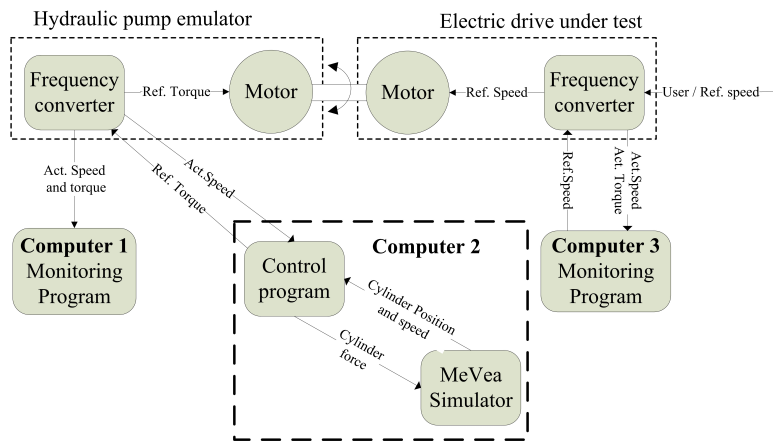 Hydraulic pump emulator
Electric drive under test
Frequency
converter
Ref. Torque
Motor
Motor
Ref. Speed
Frequency
converter
User / Ref. speed
Act. Speed
and torque
Act.Speed
Ref. Torque
Ref.Speed
Act.Speed
Act. Torque
Computer 1
Monitoring
Program
Computer 2
Control
program
Cylinder Position
and speed
Cylinder
force
MeVea
Simulator
Computer 3
Monitoring
Program